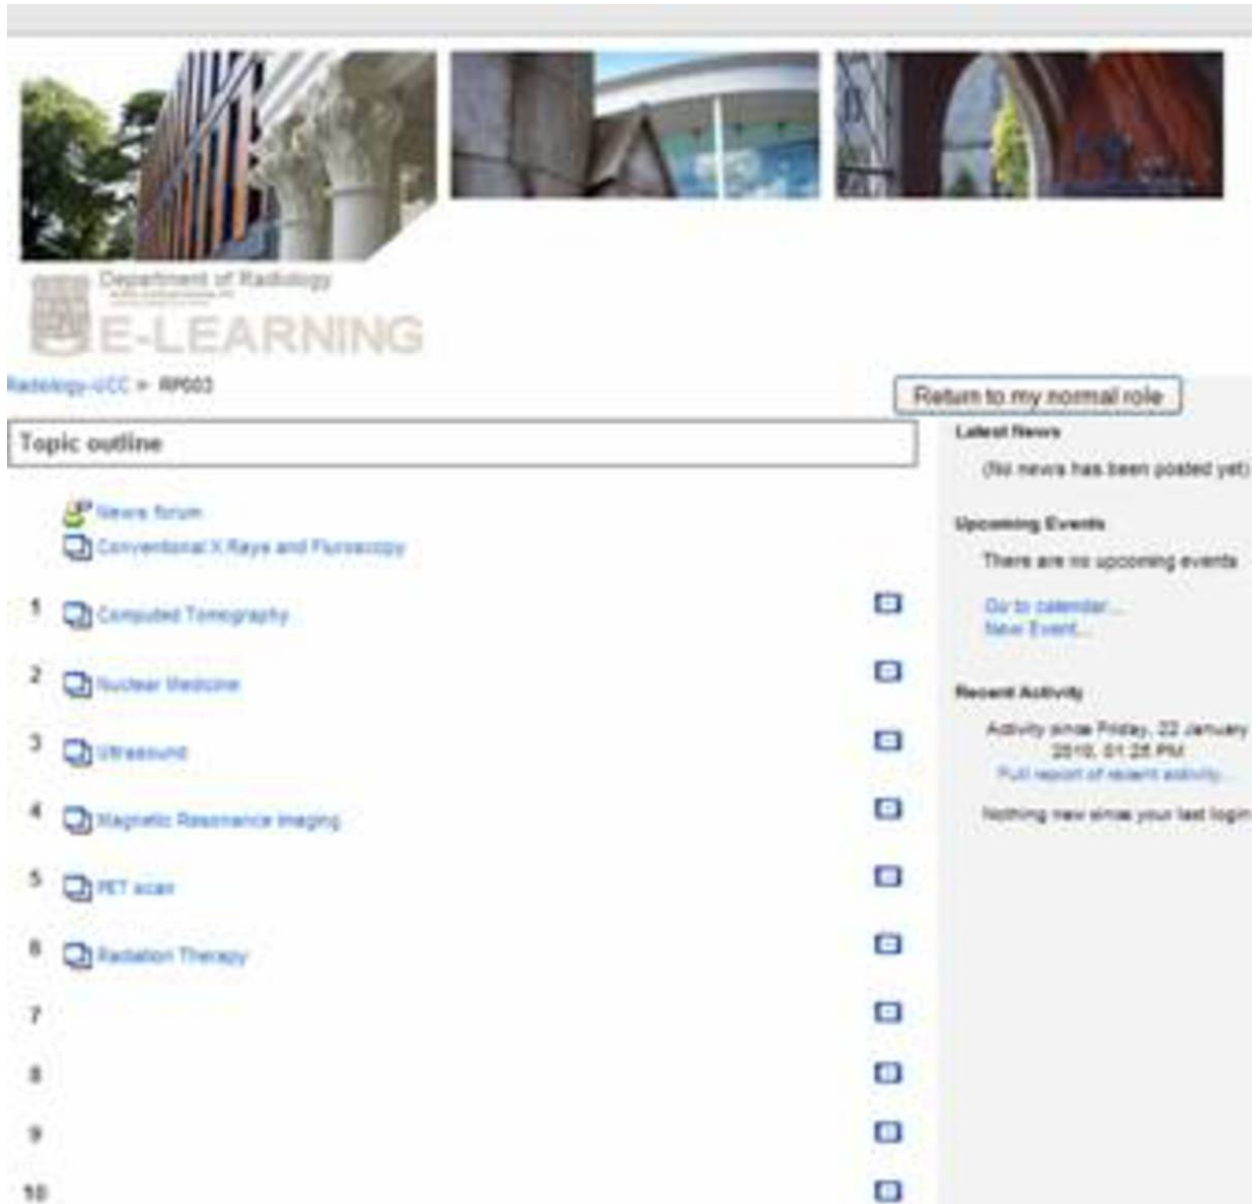 Department of Radiology
E-LEARNING
Radiology-UCC ► RP003
Return to my normal role
Topic outline
News forum
Conventional X Rays and Fluroscopy
1 Computed Tomography
2 Nuclear Medicine
3 Ultrasound
4 Magnetic Resonance Imaging
5 PET scan
6 Radiation Therapy
7
8
9
10
Latest News
(No news has been posted yet)
Upcoming Events
There are no upcoming events
Go to calendar...
New Event...
Recent Activity
Activity since Friday, 22 January
2010, 01:25 PM
Full report of recent activity...
Nothing new since your last login